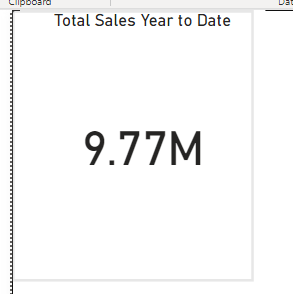 Clipboard
Total Sales Year to Date
9.77M